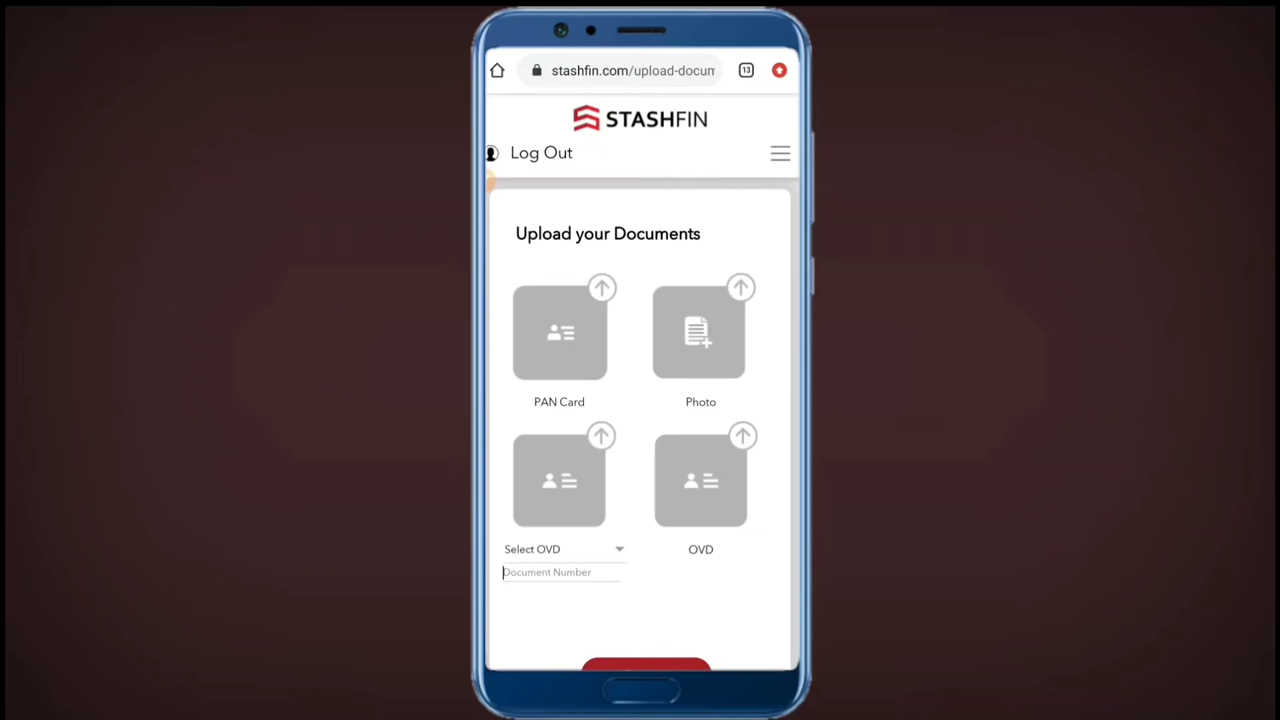 13
stashfin.com/upload-docum
STASHFIN
Log Out
Upload your Documents
PAN Card
Photo
Select OVD
OVD
Document Number